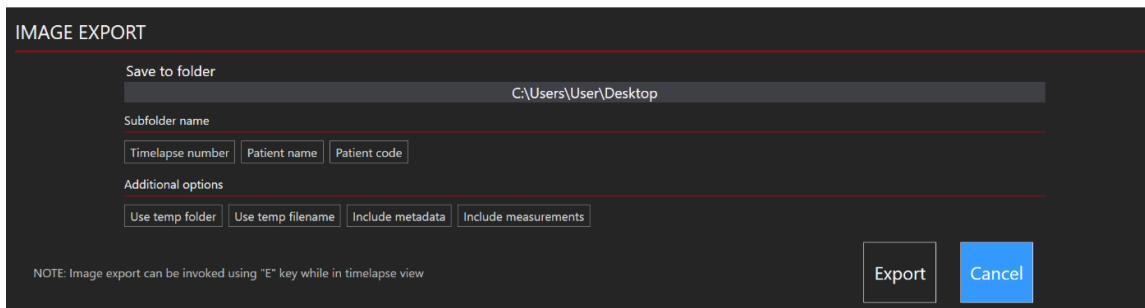 IMAGE EXPORT
Save to folder
C:\Users\User\Desktop
Subfolder name
Timelapse number Patient name Patient code
Additional options
Use temp folder Use temp filename Include metadata Include measurements
NOTE: Image export can be invoked using "E" key while in timelapse view
Export Cancel